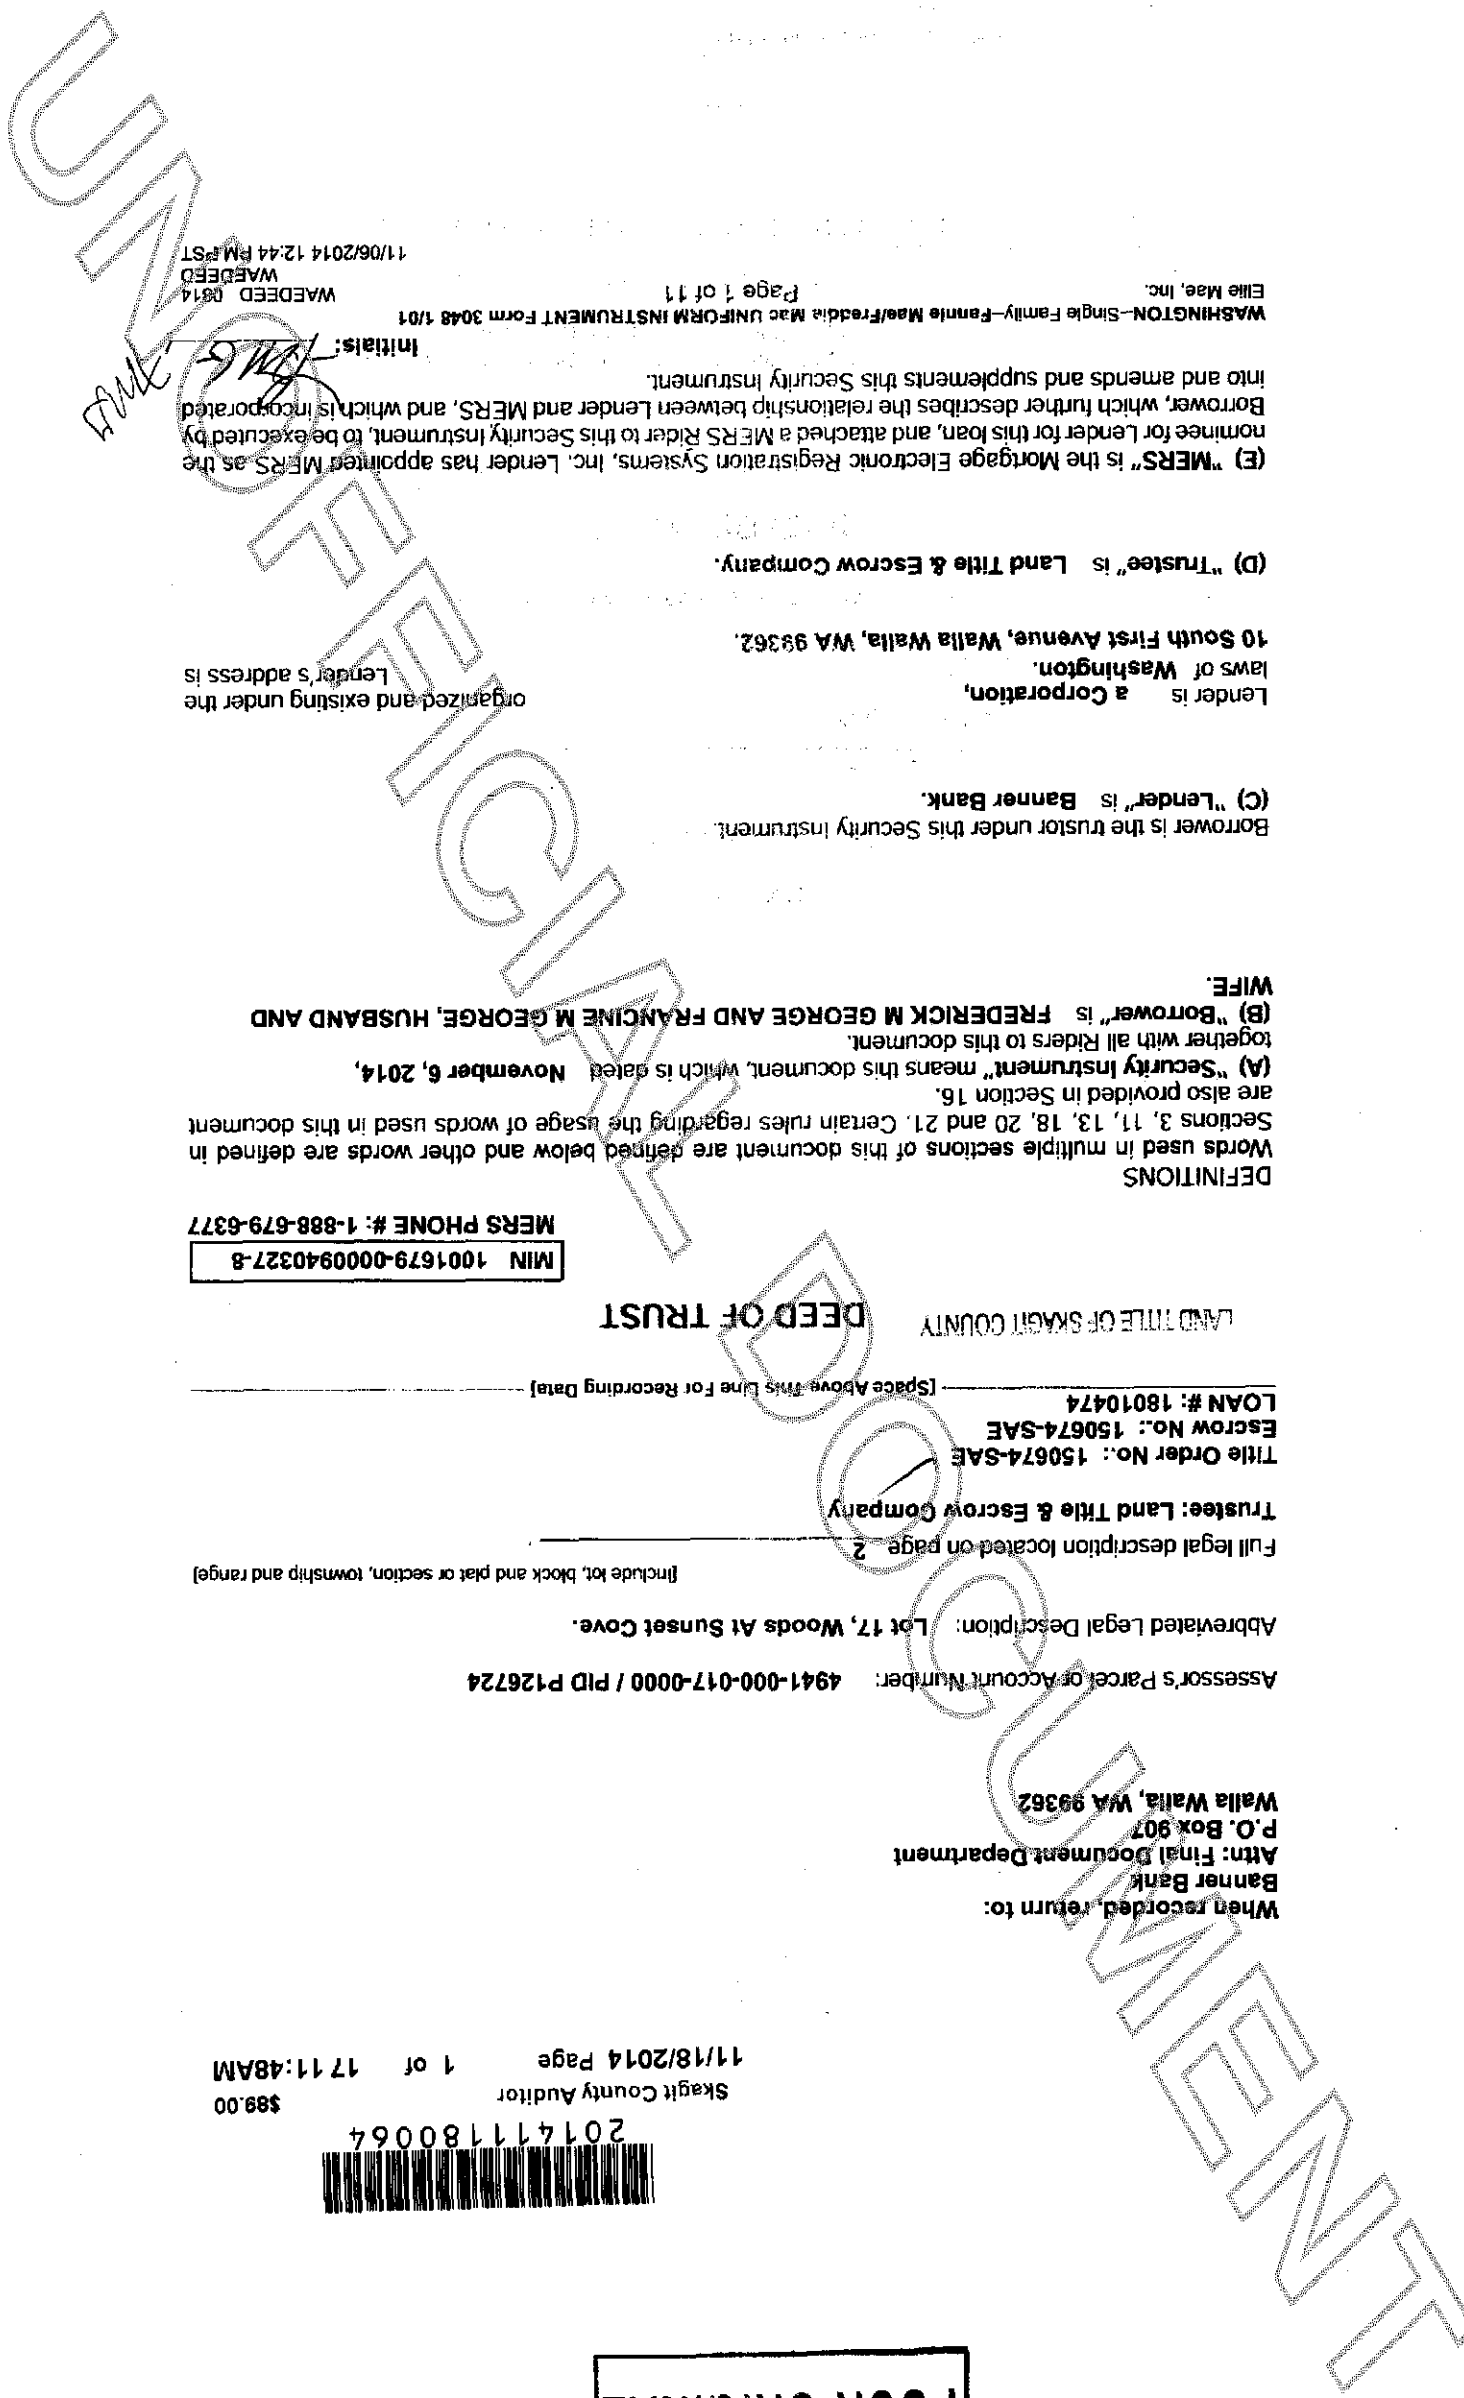 201411180064
Skagit County Auditor $89.00
11/18/2014 Page 1 of 17 11:48AM
When recorded, return to:
Banner Bank
Attn: Final Document Department
P.O. Box 907
Walla Walla, WA 99362
Assessor's Parcel or Account Number: 4941-000-017-0000 / PID P126724
Abbreviated Legal Description: Lot 17, Woods At Sunset Cove.
[Include lot, block and plat or section, township and range]
Full legal description located on page 2
Trustee: Land Title & Escrow Company
Title Order No.: 150674-SAE
Escrow No.: 150674-SAE
LOAN #: 18010474
[Space Above This Line For Recording Data]
LAND TITLE OF SKAGIT COUNTY DEED OF TRUST
MIN 1001679-0000940327-8
MERS PHONE #: 1-888-679-6377
DEFINITIONS
Words used in multiple sections of this document are defined below and other words are defined in
Sections 3, 11, 13, 18, 20 and 21. Certain rules regarding the usage of words used in this document
are also provided in Section 16.
(A) "Security Instrument" means this document, which is dated November 6, 2014,
together with all Riders to this document.
(B) "Borrower" is FREDERICK M GEORGE AND FRANCINE M GEORGE, HUSBAND AND
WIFE.
Borrower is the trustor under this Security Instrument.
(C) "Lender" is Banner Bank.
Lender is a Corporation, organized and existing under the
laws of Washington. Lender's address is
10 South First Avenue, Walla Walla, WA 99362.
(D) "Trustee" is Land Title & Escrow Company.
(E) "MERS" is the Mortgage Electronic Registration Systems, Inc. Lender has appointed MERS as the
nominee for Lender for this loan, and attached a MERS Rider to this Security Instrument, to be executed by
Borrower, which further describes the relationship between Lender and MERS, and which is incorporated
into and amends and supplements this Security Instrument.
Initials: FMG
WASHINGTON--Single Family--Fannie Mae/Freddie Mac UNIFORM INSTRUMENT Form 3048 1/01
Ellie Mae, Inc. Page 1 of 11 WAEDEED 0814
WAEDEED
11/06/2014 12:44 PM PST
UNOFFICIAL DOCUMENT